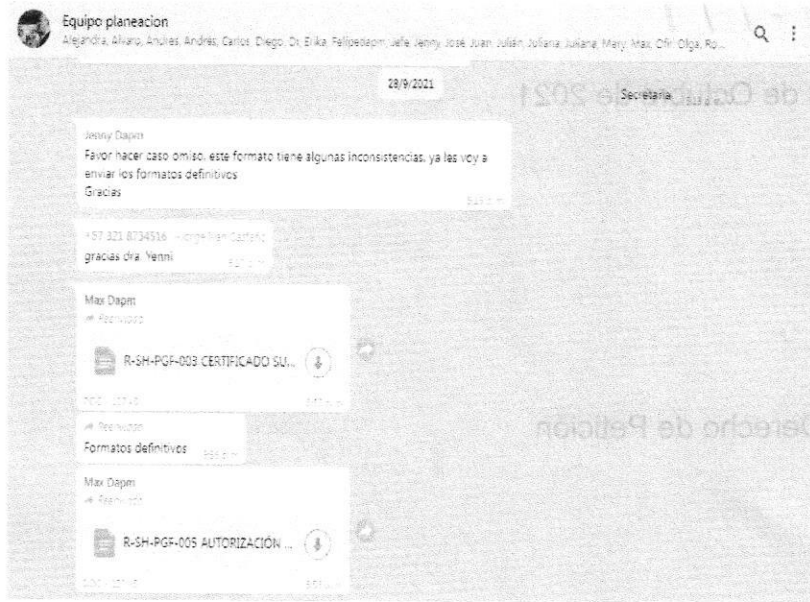 Equipo planeacion
Alejandra, Alvaro, Andres, Andrés, Carlos, Diego, Dr, Erika, Felipedapm, Jefe Jenny, José, Juan, Julián, Juliana, Juliana, Mary, Max, Ofr, Olga, Ro...
28/9/2021
Secretaria
de Octubre de 2021
Jenny Dapm
Favor hacer caso omiso, este formato tiene algunas inconsistencias, ya les voy a
enviar los formatos definitivos
Gracias
+57 321 8734516
gracias dra. Yenni
Max Dapm
Reenviado
R-SH-PGF-003 CERTIFICADO SU...
Reenviado
Formatos definitivos
Derecho de Petición
Max Dapm
Reenviado
R-SH-PGF-005 AUTORIZACIÓN ...